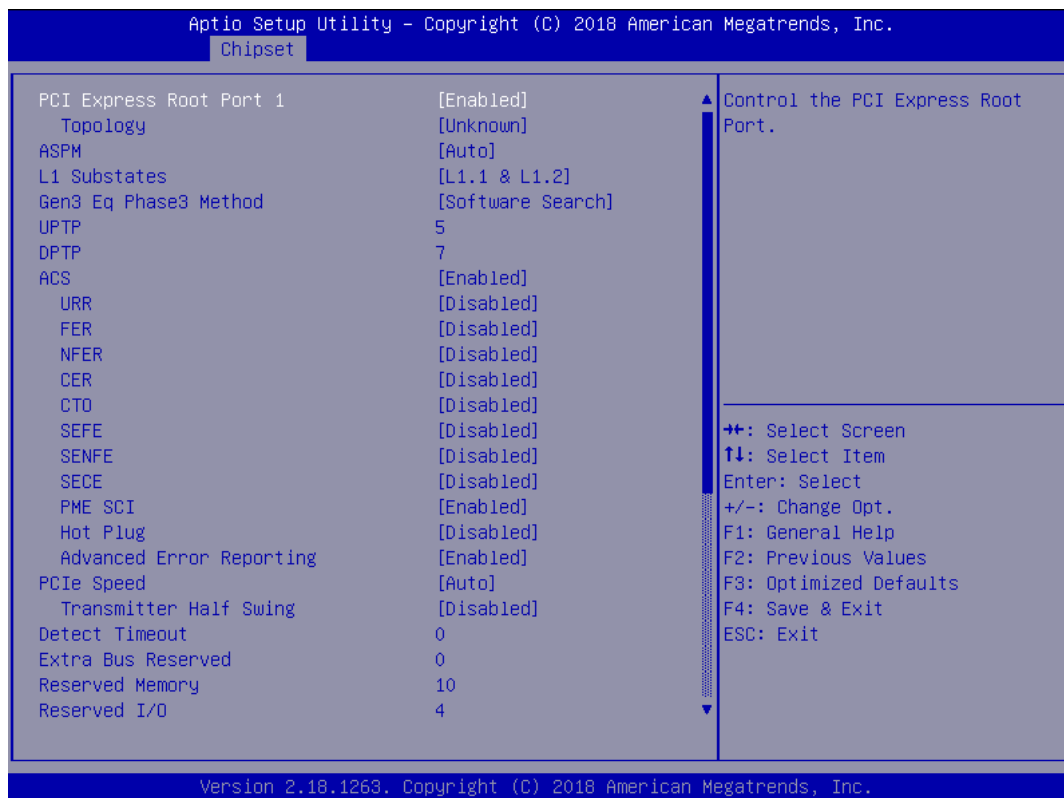 Aptio Setup Utility – Copyright (C) 2018 American Megatrends, Inc.
Chipset
PCI Express Root Port 1 [Enabled]
Topology [Unknown]
ASPM [Auto]
L1 Substates [L1.1 & L1.2]
Gen3 Eq Phase3 Method [Software Search]
UPTP 5
DPTP 7
ACS [Enabled]
URR [Disabled]
FER [Disabled]
NFER [Disabled]
CER [Disabled]
CTO [Disabled]
SEFE [Disabled]
SENFE [Disabled]
SECE [Disabled]
PME SCI [Enabled]
Hot Plug [Disabled]
Advanced Error Reporting [Enabled]
PCIe Speed [Auto]
Transmitter Half Swing [Disabled]
Detect Timeout 0
Extra Bus Reserved 0
Reserved Memory 10
Reserved I/O 4
Control the PCI Express Root
Port.
→←: Select Screen
↑↓: Select Item
Enter: Select
+/-: Change Opt.
F1: General Help
F2: Previous Values
F3: Optimized Defaults
F4: Save & Exit
ESC: Exit
Version 2.18.1263. Copyright (C) 2018 American Megatrends, Inc.